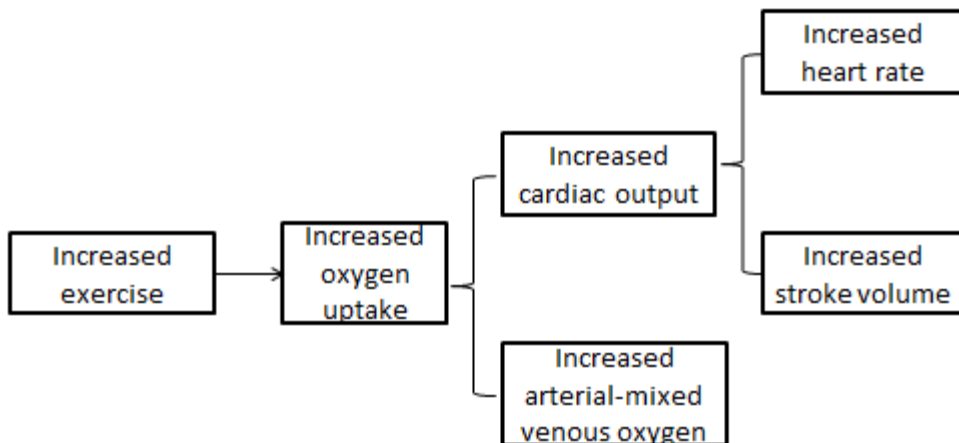 Increased
exercise
Increased
oxygen
uptake
Increased
cardiac output
Increased
arterial-mixed
venous oxygen
Increased
heart rate
Increased
stroke volume